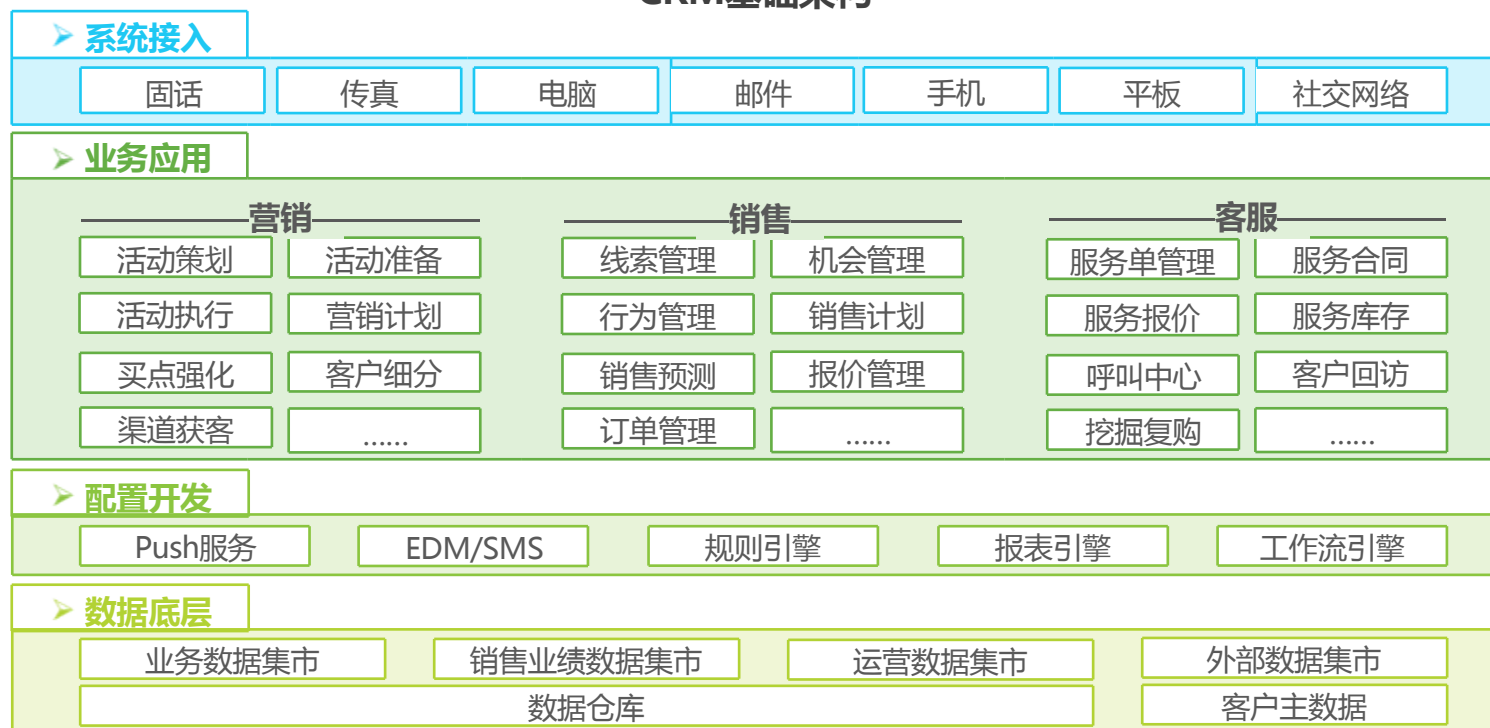 CRM基础架构
系统接入
固话 传真 电脑 邮件 手机 平板 社交网络
业务应用
营销 销售 客服
活动策划 活动准备 线索管理 机会管理 服务单管理 服务合同
活动执行 营销计划 行为管理 销售计划 服务报价 服务库存
买点强化 客户细分 销售预测 报价管理 呼叫中心 客户回访
渠道获客 …… 订单管理 …… 挖掘复购 ……
配置开发
Push服务 EDM/SMS 规则引擎 报表引擎 工作流引擎
数据底层
业务数据集市 销售业绩数据集市 运营数据集市 外部数据集市
数据仓库 客户主数据